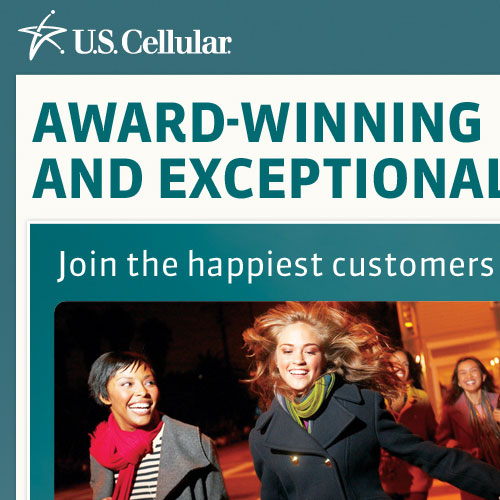 U.S. Cellular
AWARD-WINNING
AND EXCEPTIONAL
Join the happiest customers